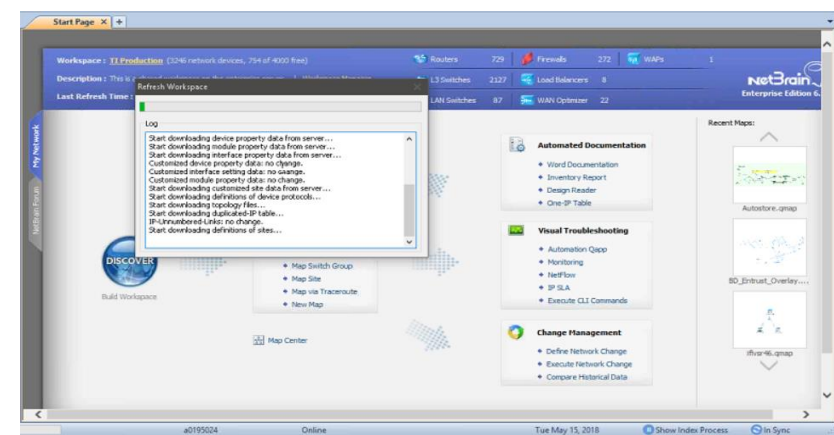 Start Page
Workspace : TI Production (3246 network devices, 794 of 4000 free)
Description : This is a
Last Refresh Time :
Routers 729
Firewalls 272
WAPs 1
L3 Switches 2127
Load Balancers 8
LAN Switches 87
WAN Optimizer 22
NetBrain
Enterprise Edition 6.
Refresh Workspace
Log
Start downloading device property data from server...
Start downloading module property data from server...
Start downloading interface property data from server...
Customized device property data: no change.
Customized interface setting data: no change.
Customized module property data: no change.
Start downloading customized site data from server...
Start downloading definitions of device protocols...
Start downloading topology files...
Start downloading duplicated-IP table...
IP-Unnumbered-Links: no change.
Start downloading definitions of sites...
My Network
NetBrain Forum
DISCOVER
Build Workspace
Map Switch Group
Map Site
Map via Traceroute
New Map
Map Center
Automated Documentation
Word Documentation
Inventory Report
Design Reader
One-IP Table
Visual Troubleshooting
Automation Qapp
Monitoring
NetFlow
IP SLA
Execute CLI Commands
Change Management
Define Network Change
Execute Network Change
Compare Historical Data
Recent Maps:
Autostore.qmap
BD_Entrust_Overlay....
a0195024
Online
Tue May 15, 2018
Show Index Process
In Sync